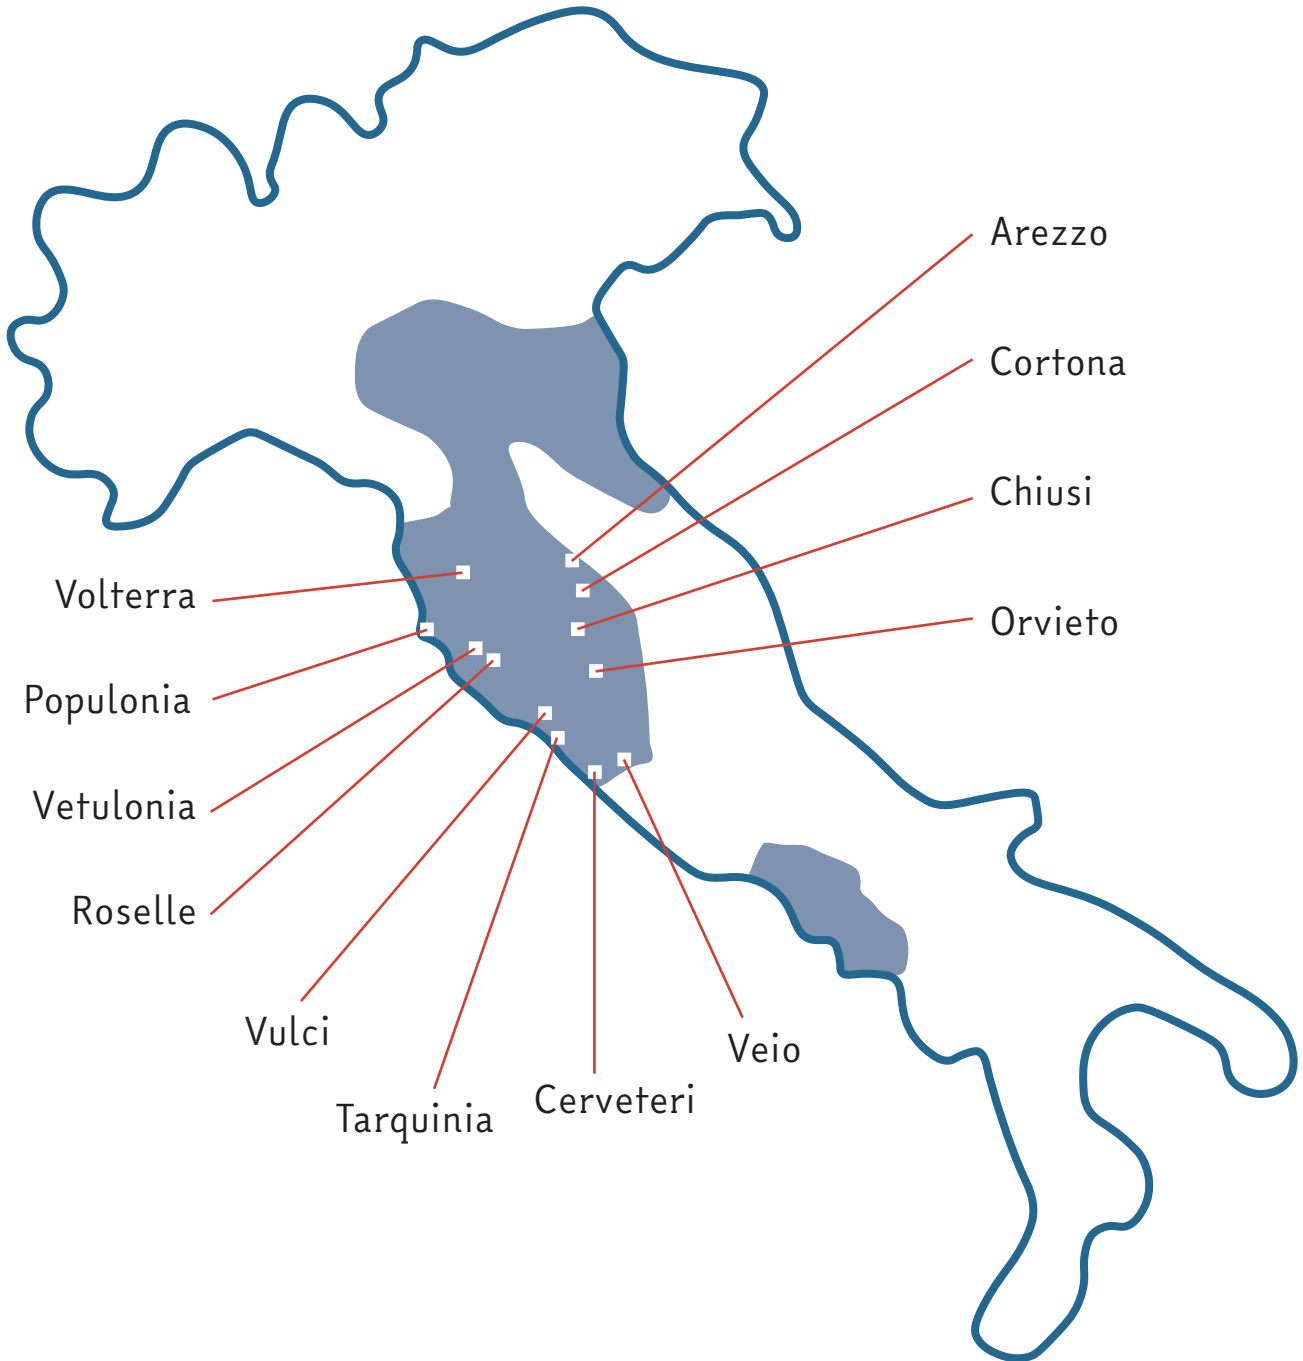 Arezzo
Cortona
Chiusi
Orvieto
Volterra
Populonia
Vetulonia
Roselle
Vulci
Tarquinia
Cerveteri
Veio